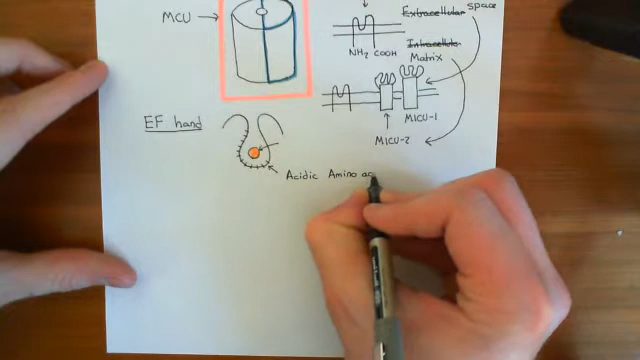 MCU
Extracellular space
Intracellular
NH2 COOH
Matrix
MICU-1
MICU-2
EF hand
Acidic Amino ac